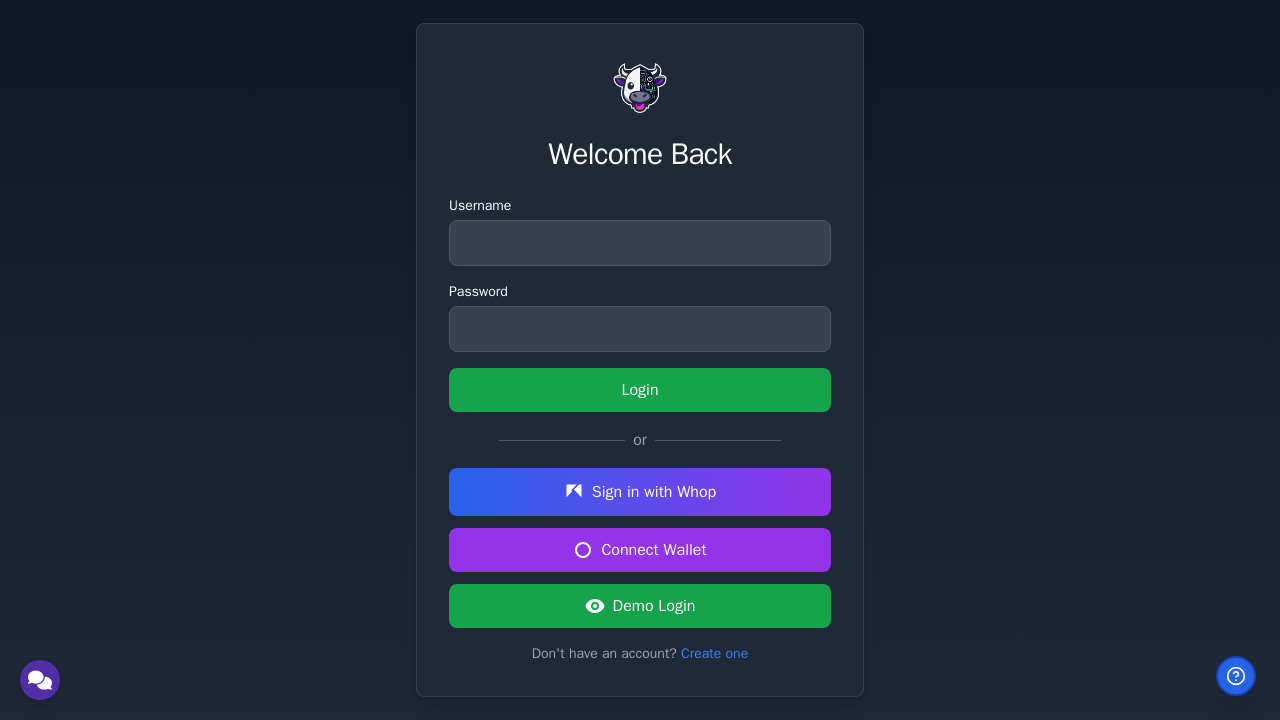 Welcome Back
Username
Password
Login
or
Sign in with Whop
Connect Wallet
Demo Login
Don't have an account? Create one